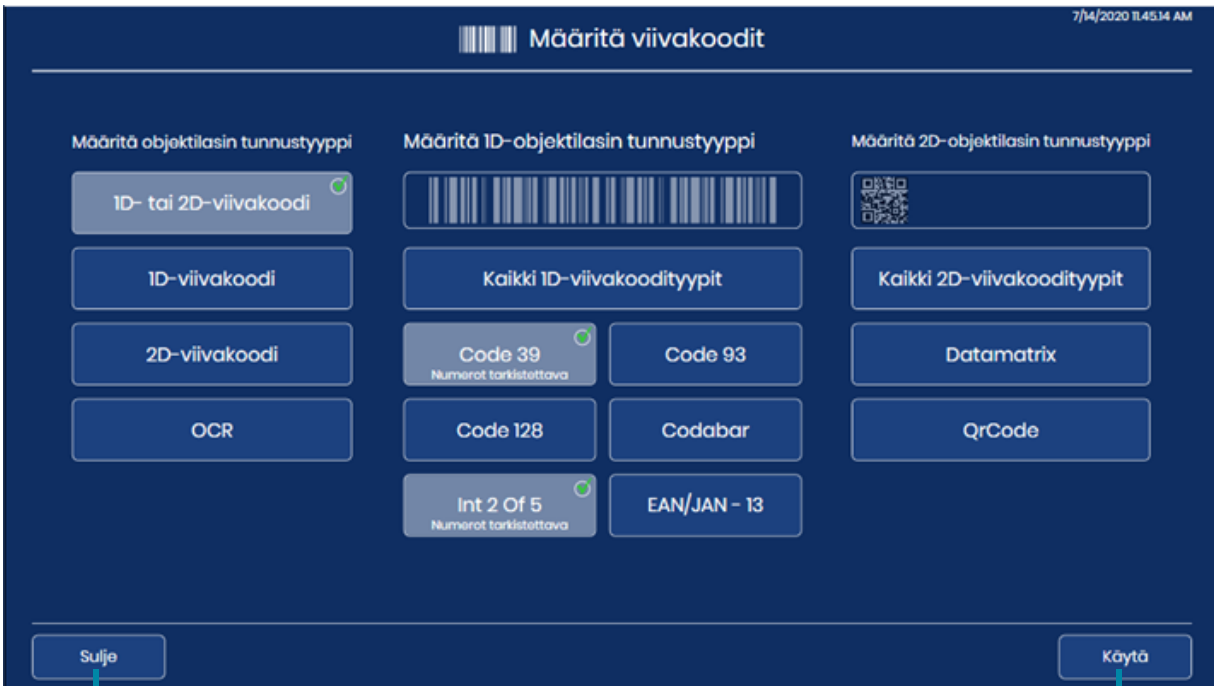 7/14/2020 11.45.14 AM
Määritä viivakoodit
Määritä objektilasin tunnustyyppi
1D- tai 2D-viivakoodi
1D-viivakoodi
2D-viivakoodi
OCR
Määritä 1D-objektilasin tunnustyyppi
Kaikki 1D-viivakooditypit
Code 39
Numerot tarkistettava
Code 93
Code 128
Codabar
Int 2 Of 5
Numerot tarkistettava
EAN/JAN - 13
Määritä 2D-objektilasin tunnustyyppi
Kaikki 2D-viivakoodityypit
Datamatrix
QrCode
Sulje
Käytä